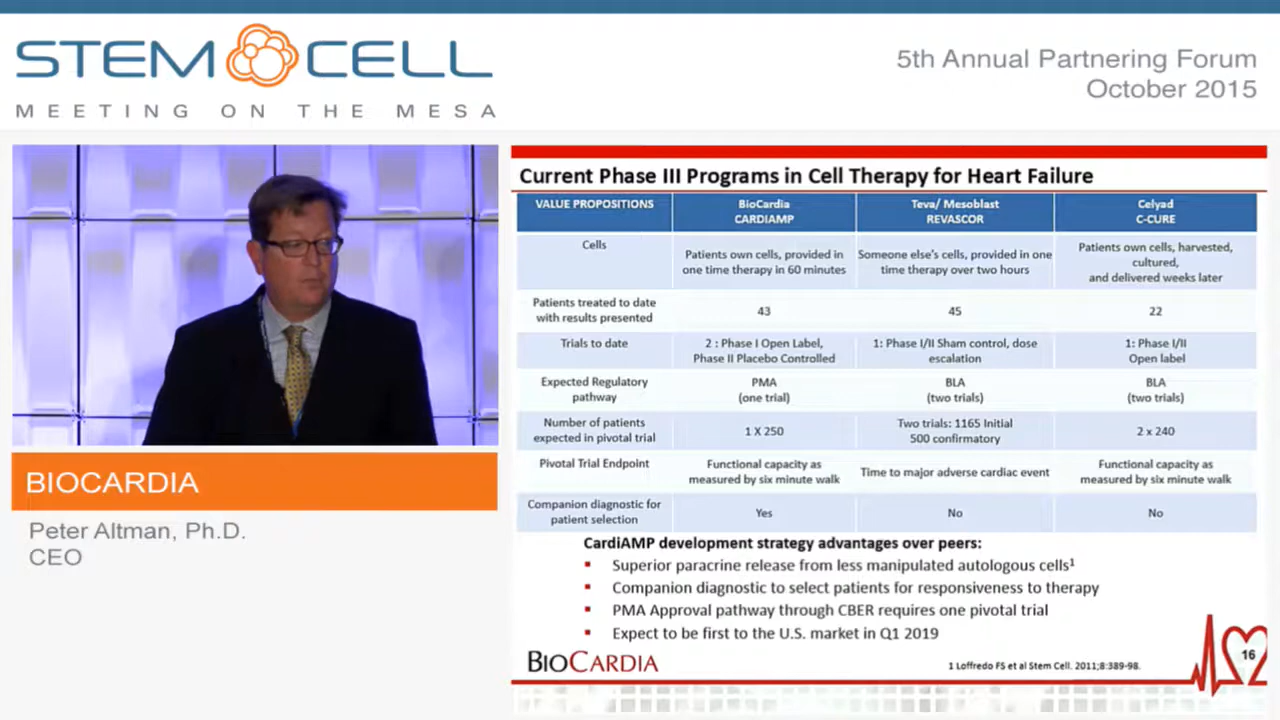 STEM CELL
MEETING ON THE MESA
5th Annual Partnering Forum
October 2015
BIOCARDIA
Peter Altman, Ph.D.
CEO
Current Phase III Programs in Cell Therapy for Heart Failure
VALUE PROPOSITIONS
BioCardia
CARDIAMP
Teva/ Mesoblast
REVASCOR
Celyad
C-CURE
Cells
Patients own cells, provided in
one time therapy in 60 minutes
Someone else's cells, provided in one
time therapy over two hours
Patients own cells, harvested,
cultured,
and delivered weeks later
Patients treated to date
with results presented
43
45
22
Trials to date
2 : Phase I Open Label,
Phase II Placebo Controlled
1: Phase I/II Sham control, dose
escalation
1: Phase I/II
Open label
Expected Regulatory
pathway
PMA
(one trial)
BLA
(two trials)
BLA
(two trials)
Number of patients
expected in pivotal trial
1 X 250
Two trials: 1165 Initial
500 confirmatory
2 x 240
Pivotal Trial Endpoint
Functional capacity as
measured by six minute walk
Time to major adverse cardiac event
Functional capacity as
measured by six minute walk
Companion diagnostic for
patient selection
Yes
No
No
CardiAMP development strategy advantages over peers:
▪ Superior paracrine release from less manipulated autologous cells¹
▪ Companion diagnostic to select patients for responsiveness to therapy
▪ PMA Approval pathway through CBER requires one pivotal trial
▪ Expect to be first to the U.S. market in Q1 2019
BIOCARDIA
1 Loffredo FS et al Stem Cell. 2011;8:389-98.
16